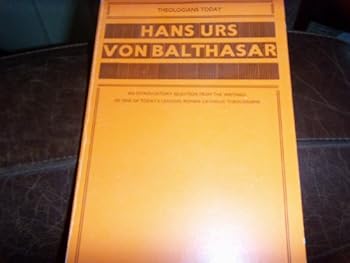 THEOLOGIANS TODAY
HANS URS
VON BALTHASAR
AN INTRODUCTORY SELECTION FROM THE WRITINGS
OF ONE OF TODAY'S LEADING ROMAN CATHOLIC THEOLOGIANS